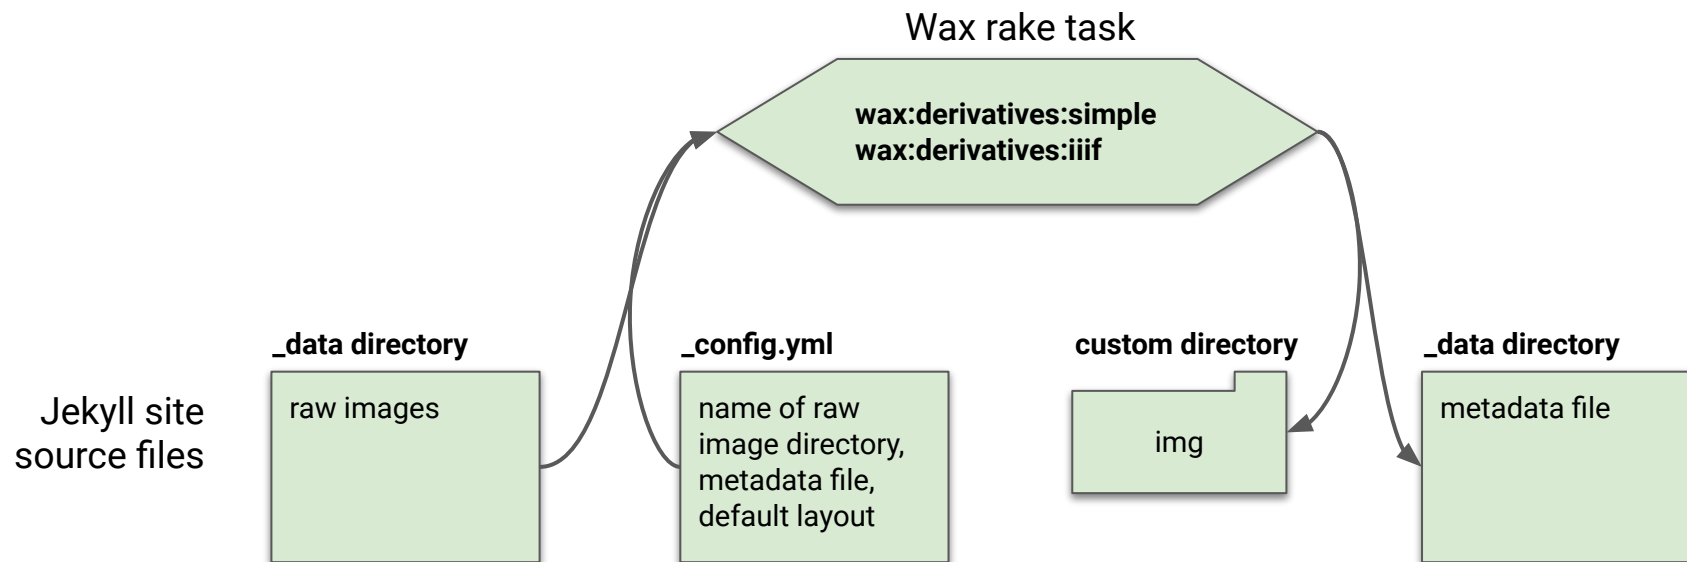 Wax rake task
wax:derivatives:simple
wax:derivatives:iiif
_data directory
_config.yml
custom directory
_data directory
Jekyll site
source files
raw images
name of raw
image directory,
metadata file,
default layout
img
metadata file